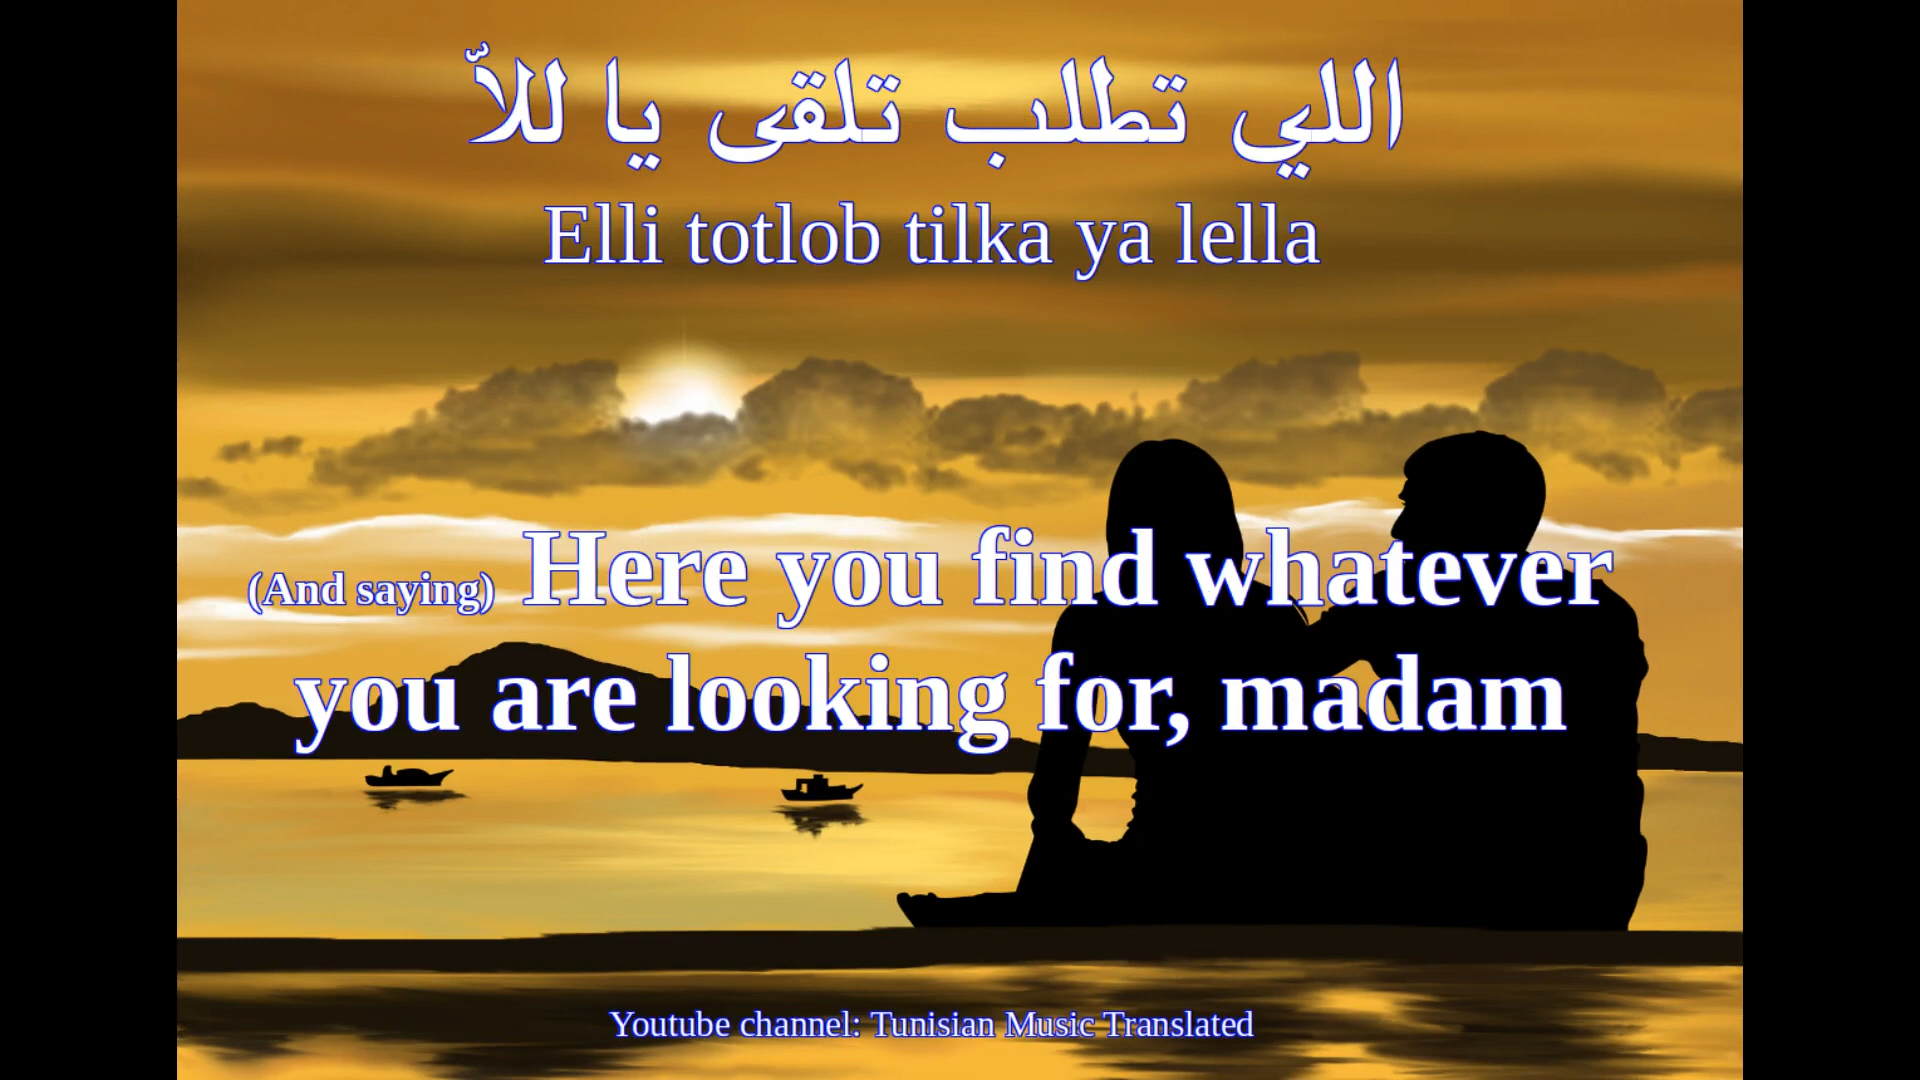 اللي تطلب تلقى يا للاّ
Elli totlob tilka ya lella
(And saying) Here you find whatever
you are looking for, madam
Youtube channel: Tunisian Music Translated